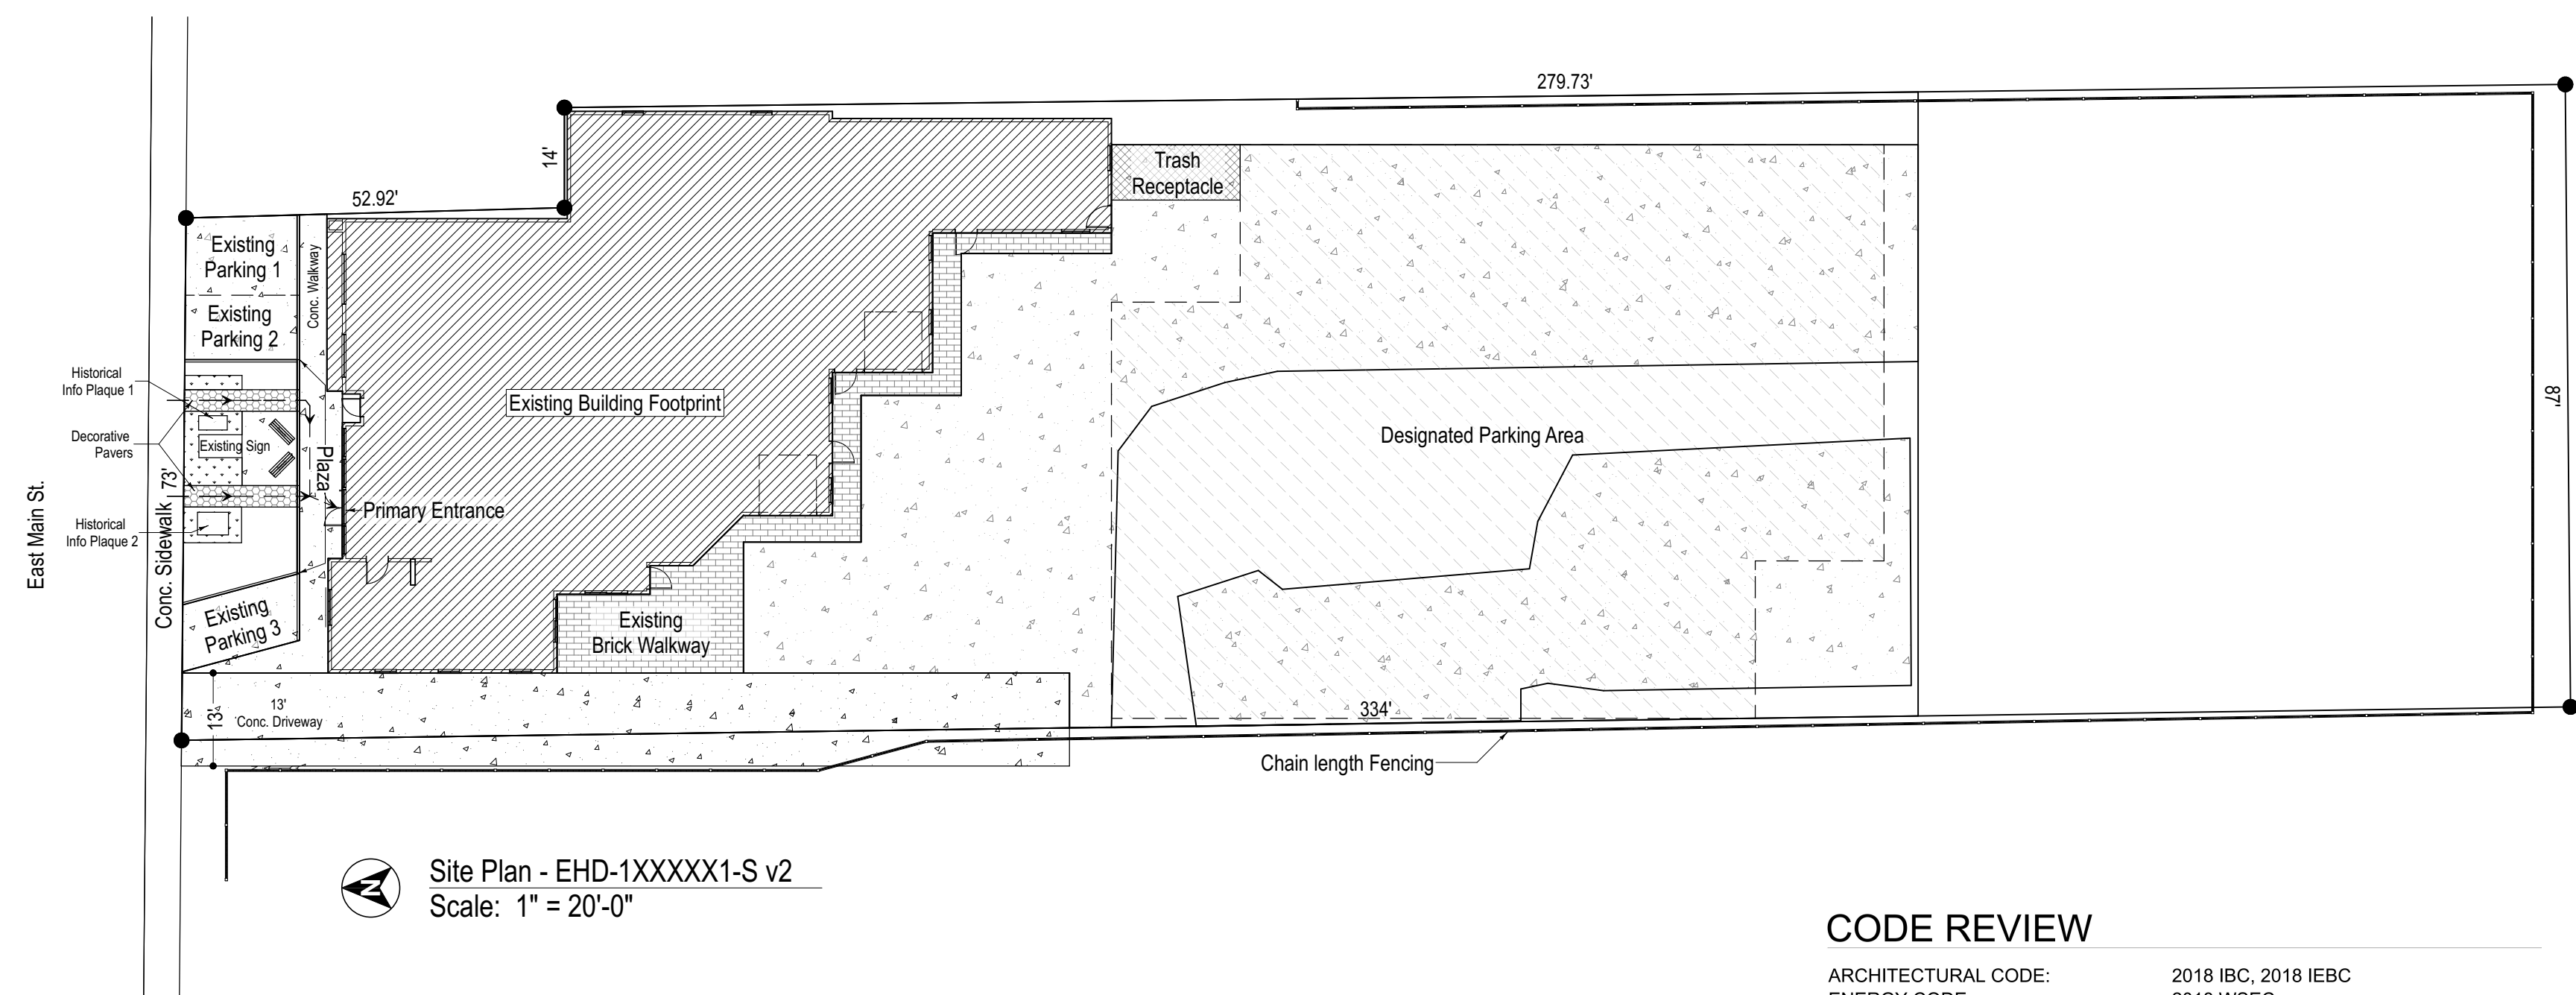 279.73'
14'
52.92'
Trash
Receptacle
Existing
Parking 1
Conc. Walkway
Existing
Parking 2
Historical
Info Plaque 1
Existing Building Footprint
87'
Decorative
Pavers
Existing Sign
Designated Parking Area
Plaza
73'
East Main St.
Conc. Sidewalk
Primary Entrance
Historical
Info Plaque 2
Existing
Parking 3
Existing
Brick Walkway
13'
13'
Conc. Driveway
334'
Chain length Fencing
N
Site Plan - EHD-1XXXXX1-S v2
Scale: 1" = 20'-0"
CODE REVIEW
ARCHITECTURAL CODE: 2018 IBC, 2018 IEBC